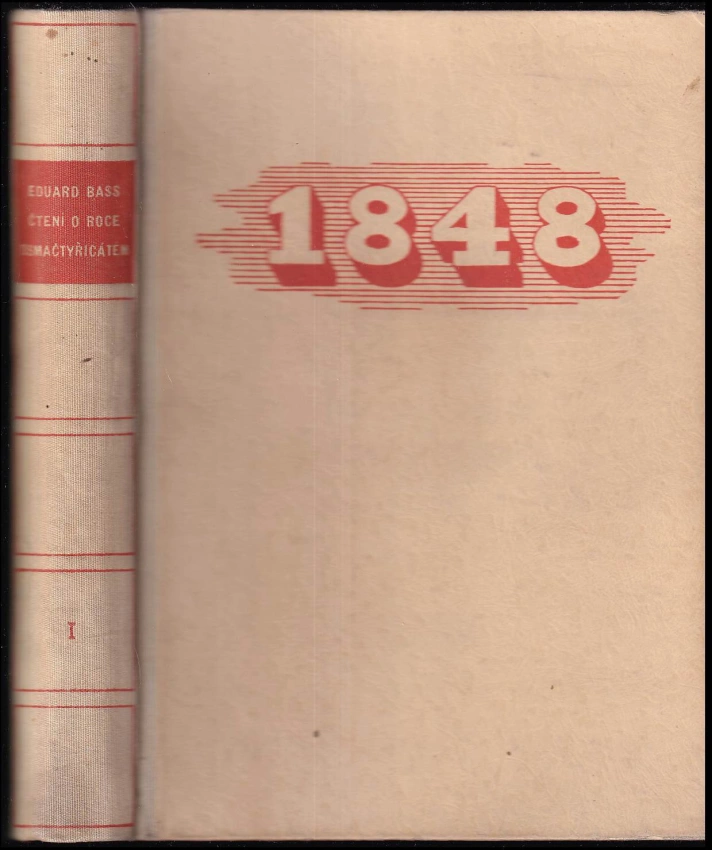 EDUARD BASS
ČTENÍ O ROCE
OSMAČTYŘICÁTÉM
I
1848